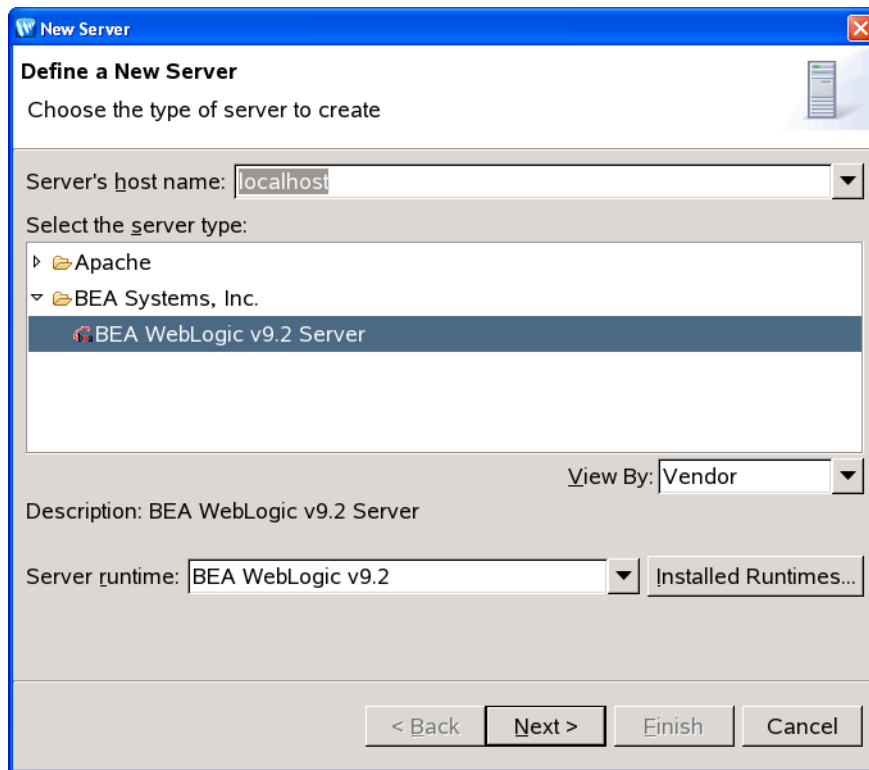 New Server
Define a New Server
Choose the type of server to create
Server's host name: localhost
Select the server type:
Apache
BEA Systems, Inc.
BEA WebLogic v9.2 Server
View By: Vendor
Description: BEA WebLogic v9.2 Server
Server runtime: BEA WebLogic v9.2 Installed Runtimes...
< Back Next > Finish Cancel